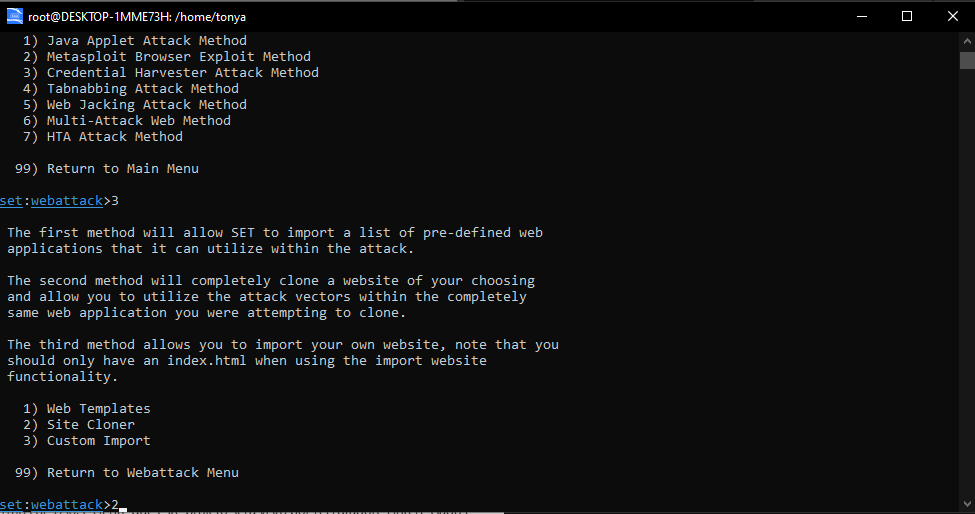 root@DESKTOP-1MME73H: /home/tonya
1) Java Applet Attack Method
2) Metasploit Browser Exploit Method
3) Credential Harvester Attack Method
4) Tabnabbing Attack Method
5) Web Jacking Attack Method
6) Multi-Attack Web Method
7) HTA Attack Method
99) Return to Main Menu
set:webattack>3
The first method will allow SET to import a list of pre-defined web
applications that it can utilize within the attack.
The second method will completely clone a website of your choosing
and allow you to utilize the attack vectors within the completely
same web application you were attempting to clone.
The third method allows you to import your own website, note that you
should only have an index.html when using the import website
functionality.
1) Web Templates
2) Site Cloner
3) Custom Import
99) Return to Webattack Menu
set:webattack>2